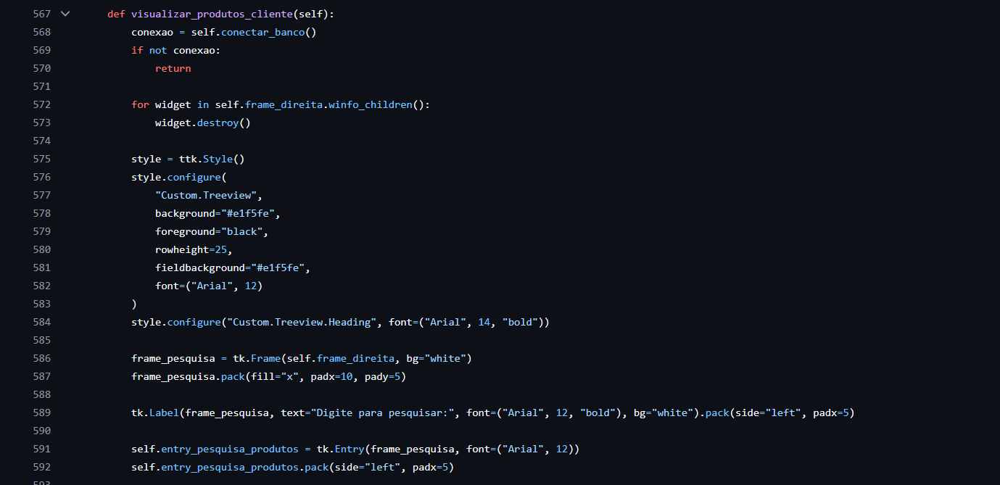 567 def visualizar_produtos_cliente(self):
568 conexao = self.conectar_banco()
569 if not conexao:
570 return
571
572 for widget in self.frame_direita.winfo_children():
573 widget.destroy()
574
575 style = ttk.Style()
576 style.configure(
577 "Custom.Treeview",
578 background="#e1f5fe",
579 foreground="black",
580 rowheight=25,
581 fieldbackground="#e1f5fe",
582 font=("Arial", 12)
583 )
584 style.configure("Custom.Treeview.Heading", font=("Arial", 14, "bold"))
585
586 frame_pesquisa = tk.Frame(self.frame_direita, bg="white")
587 frame_pesquisa.pack(fill="x", padx=10, pady=5)
588
589 tk.Label(frame_pesquisa, text="Digite para pesquisar:", font=("Arial", 12, "bold"), bg="white").pack(side="left", padx=5)
590
591 self.entry_pesquisa_produtos = tk.Entry(frame_pesquisa, font=("Arial", 12))
592 self.entry_pesquisa_produtos.pack(side="left", padx=5)
593